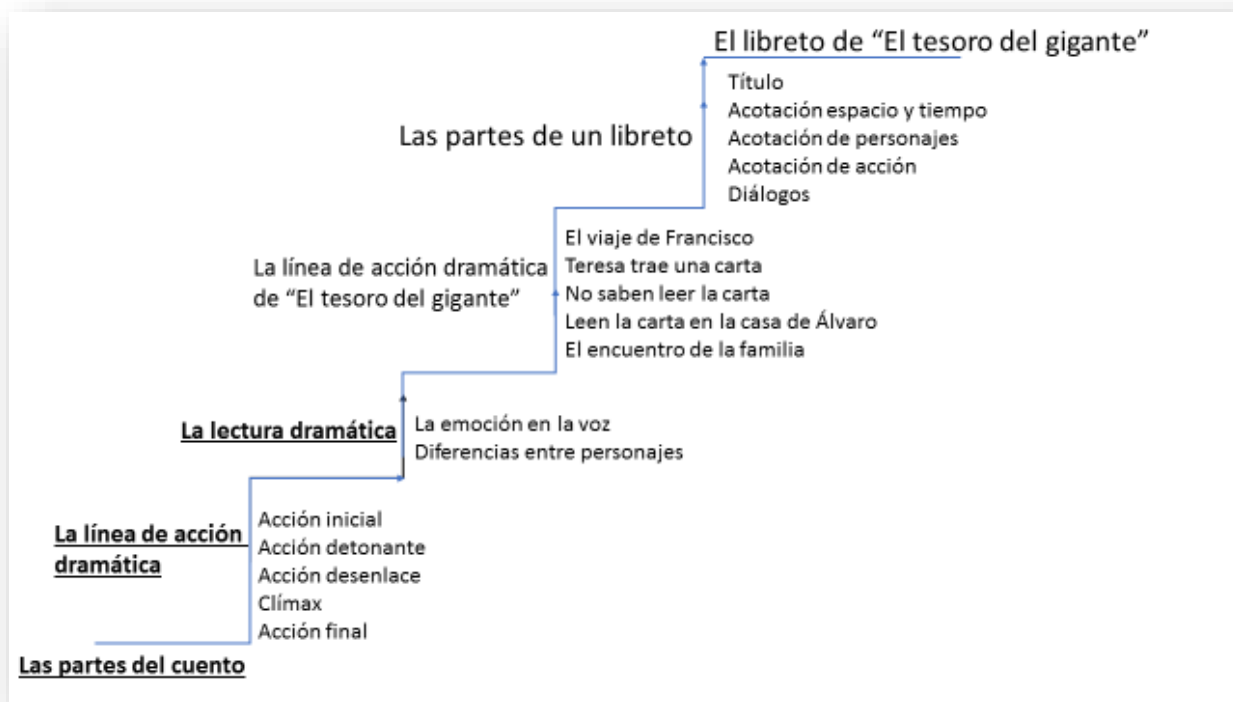 El libreto de “El tesoro del gigante”
Título
Acotación espacio y tiempo
Acotación de personajes
Acotación de acción
Diálogos
Las partes de un libreto
El viaje de Francisco
Teresa trae una carta
No saben leer la carta
Leen la carta en la casa de Álvaro
El encuentro de la familia
La línea de acción dramática
de “El tesoro del gigante”
La lectura dramática
La emoción en la voz
Diferencias entre personajes
La línea de acción
dramática
Acción inicial
Acción detonante
Acción desenlace
Clímax
Acción final
Las partes del cuento